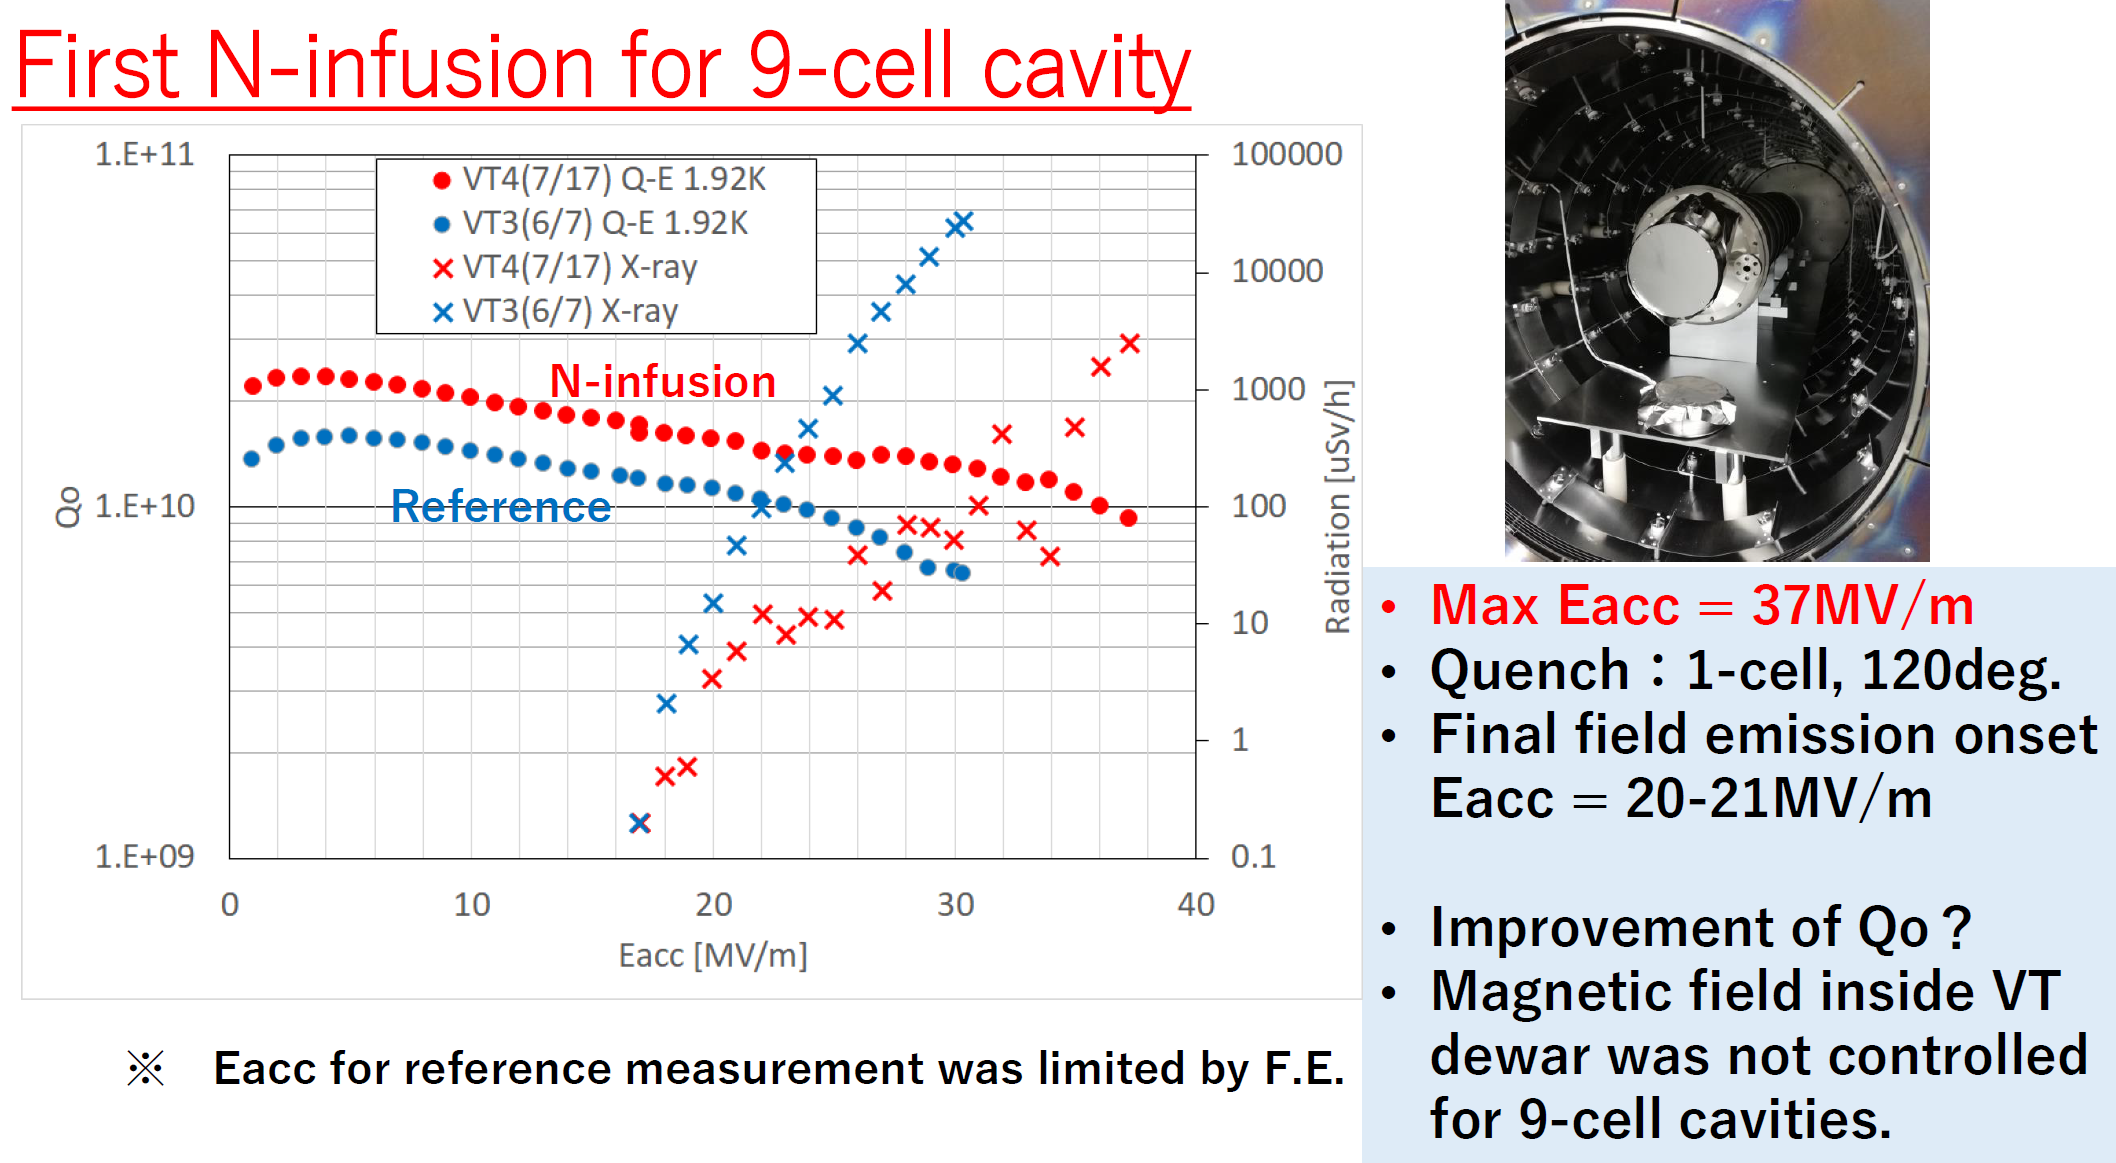 First N-infusion for 9-cell cavity
1.E+11
1.E+10
1.E+09
Qo
VT4(7/17) Q-E 1.92K
VT3(6/7) Q-E 1.92K
VT4(7/17) X-ray
VT3(6/7) X-ray
N-infusion
Reference
100000
10000
1000
100
10
1
0.1
Radiation [uSv/h]
0
10
20
30
40
Eacc [MV/m]
※ Eacc for reference measurement was limited by F.E.
• Max Eacc = 37MV/m
• Quench：1-cell, 120deg.
• Final field emission onset
Eacc = 20-21MV/m
• Improvement of Qo？
• Magnetic field inside VT
dewar was not controlled
for 9-cell cavities.